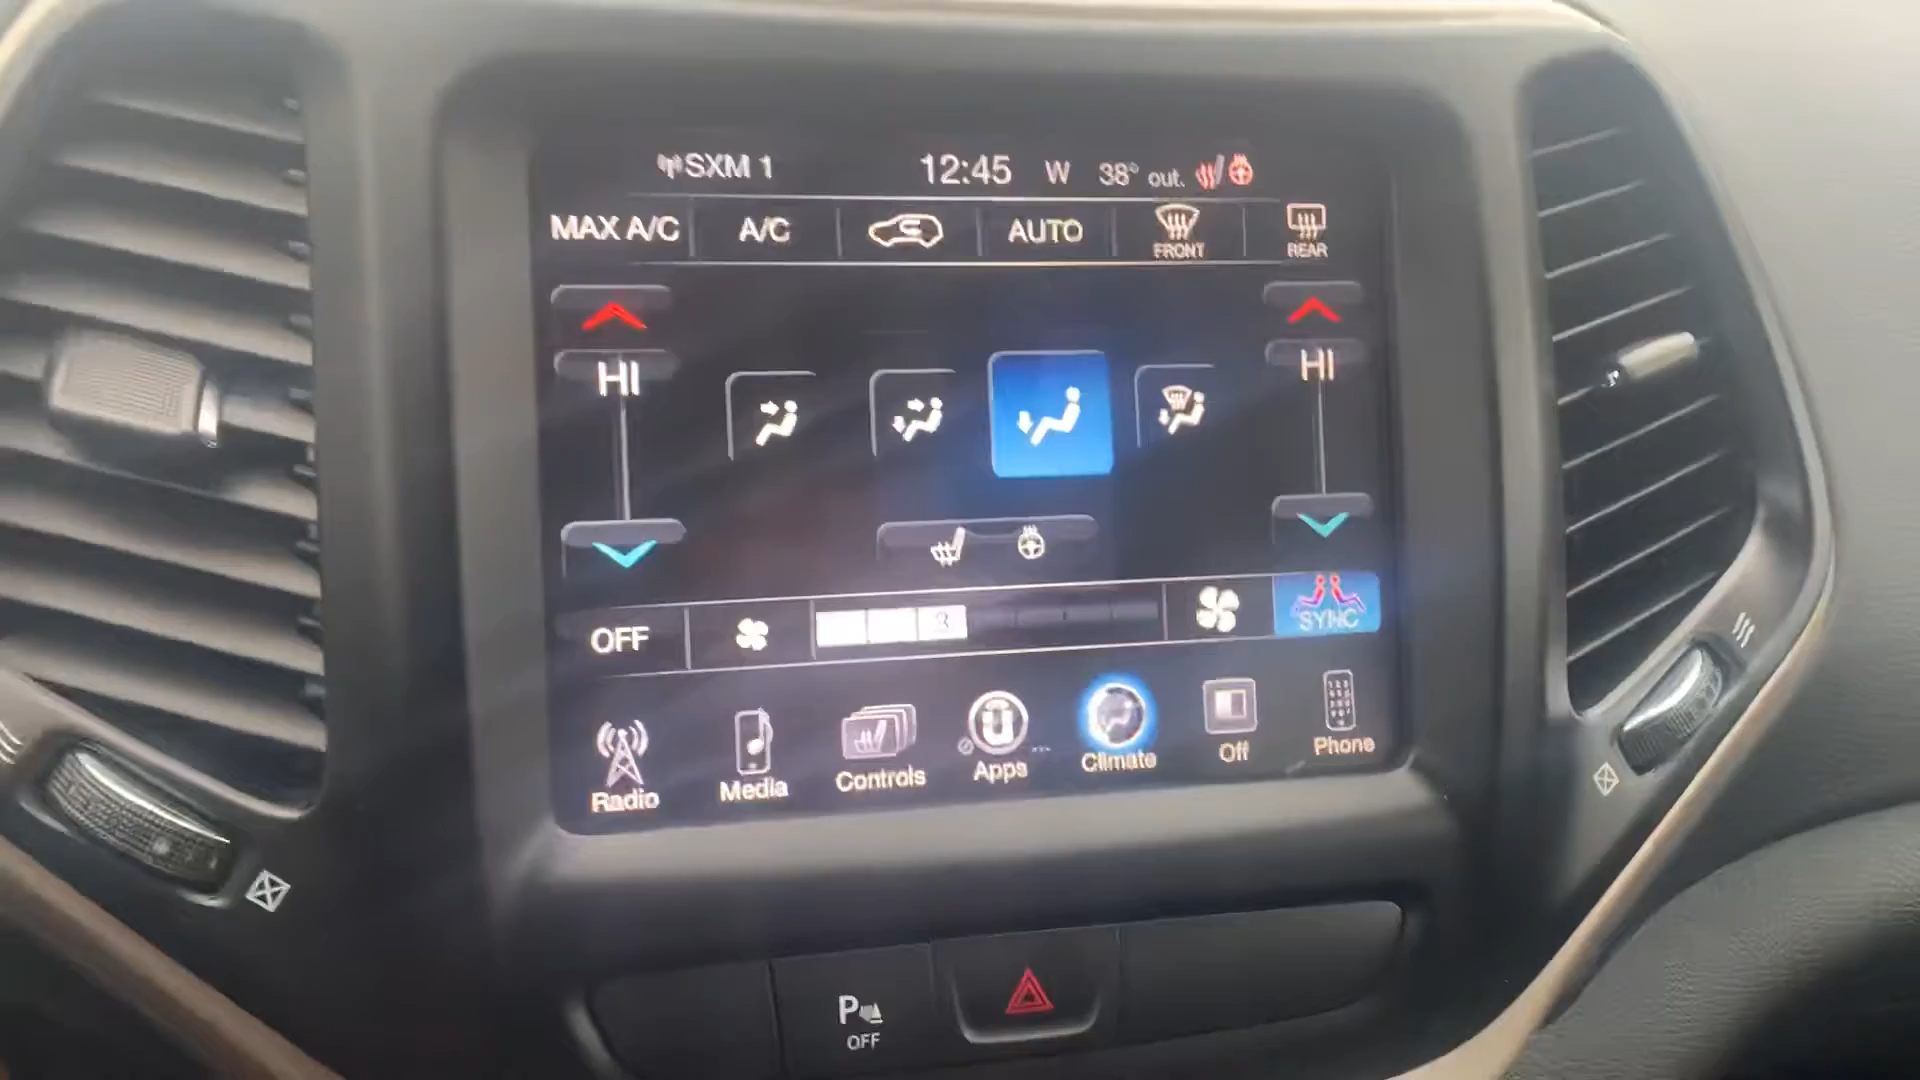 SXM 1 12:45 W 38° out.
MAX A/C A/C AUTO FRONT REAR
HI HI
OFF 3 SYNC
Radio Media Controls Apps Climate Off Phone
P
OFF